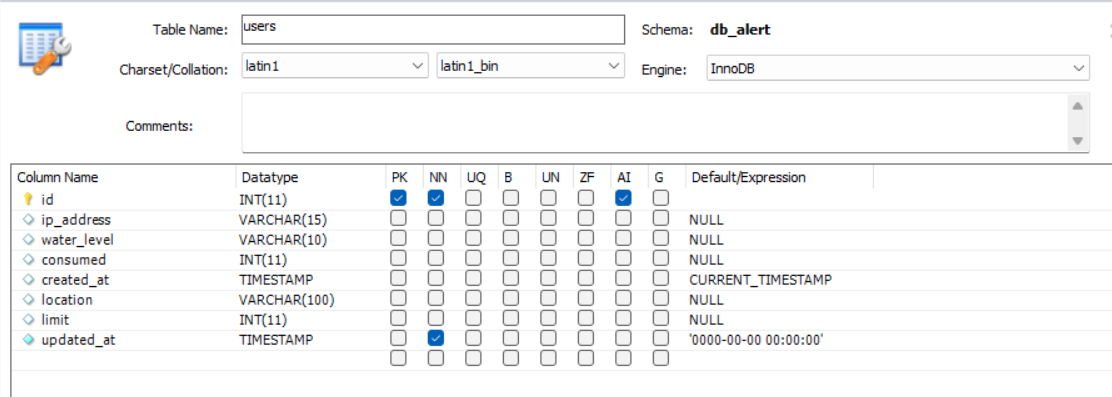 Table Name: users Schema: db_alert
Charset/Collation: latin1 latin1_bin Engine: InnoDB
Comments:
Column Name Datatype PK NN UQ B UN ZF AI G Default/Expression
id INT(11)
ip_address VARCHAR(15) NULL
water_level VARCHAR(10) NULL
consumed INT(11) NULL
created_at TIMESTAMP CURRENT_TIMESTAMP
location VARCHAR(100) NULL
limit INT(11) NULL
updated_at TIMESTAMP '0000-00-00 00:00:00'